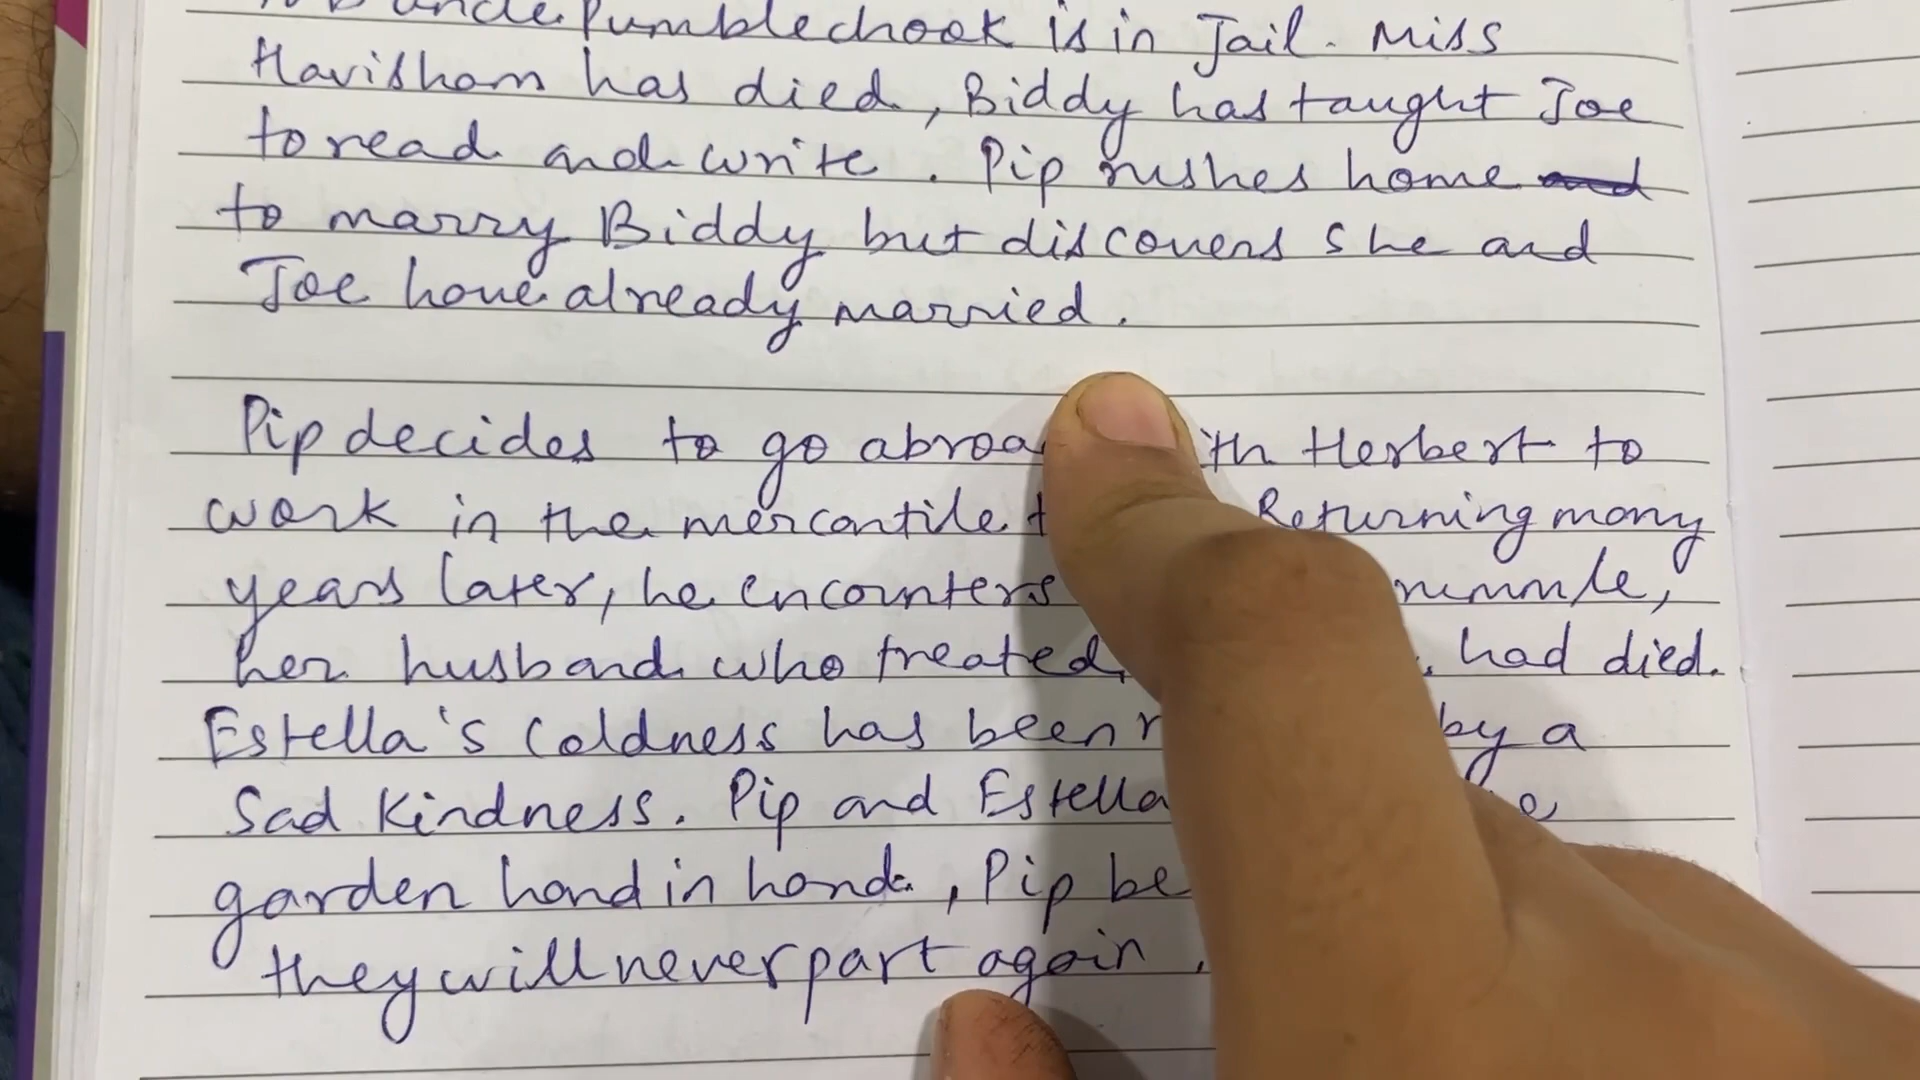 Pumblechook is in Jail. Miss
Havisham has died, Biddy has taught Joe
to read and write. Pip rushes home and
to marry Biddy but discovers she and
Joe have already married.
Pip decides to go with Herbert to
work in the mercantile Returning many
years later, he encounters
her husband who treated had died.
Estella's coldness has been by a
Sad kindness. Pip and Estella
garden hand in hand, Pip
they will never part again.